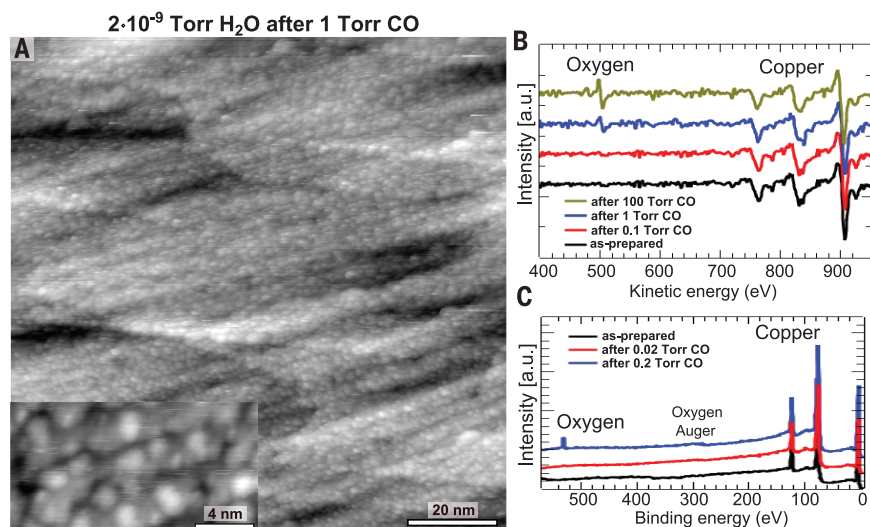 2·10⁻⁹ Torr H₂O after 1 Torr CO
A
4 nm
20 nm
B
Oxygen
Copper
Intensity [a.u.]
after 100 Torr CO
after 1 Torr CO
after 0.1 Torr CO
as-prepared
400 500 600 700 800 900
Kinetic energy (eV)
C
as-prepared
after 0.02 Torr CO
after 0.2 Torr CO
Copper
Oxygen
Oxygen
Auger
Intensity [a.u.]
500 400 300 200 100 0
Binding energy (eV)